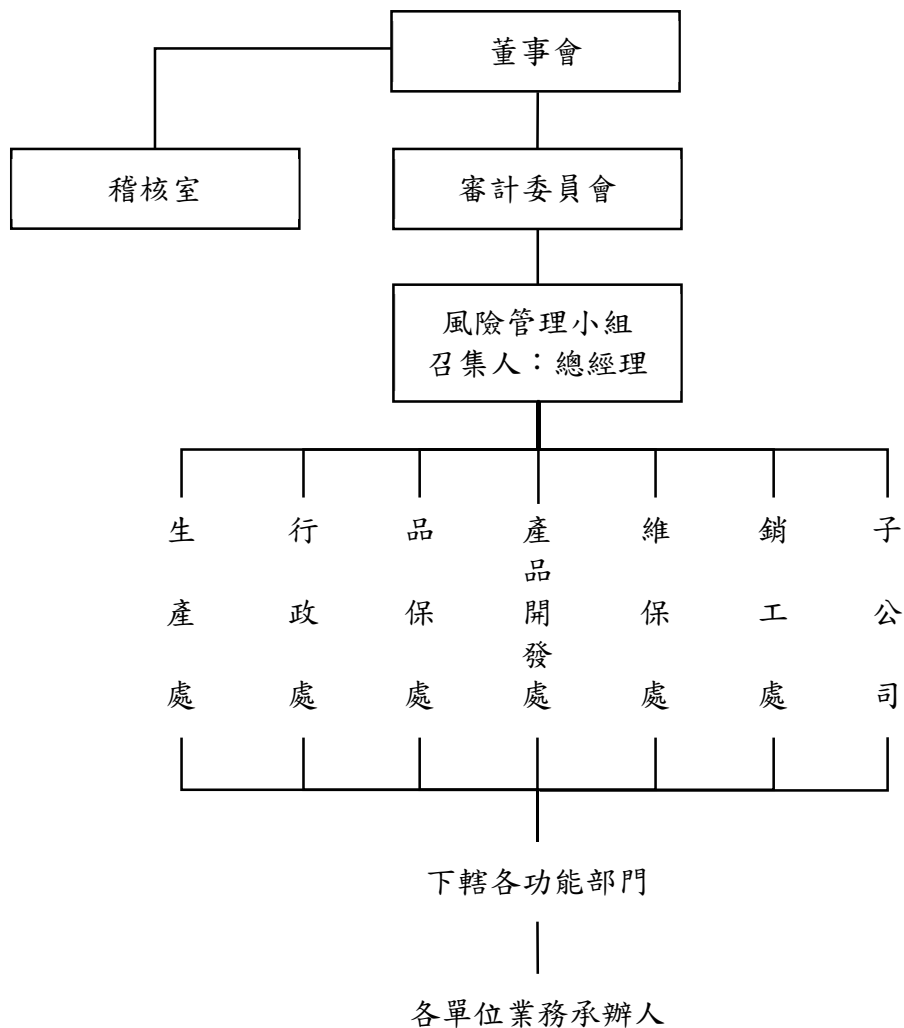 董事會
稽核室
審計委員會
風險管理小組
召集人：總經理
生產處
行政處
品保處
產品開發處
維保處
銷工處
子公司
下轄各功能部門
各單位業務承辦人